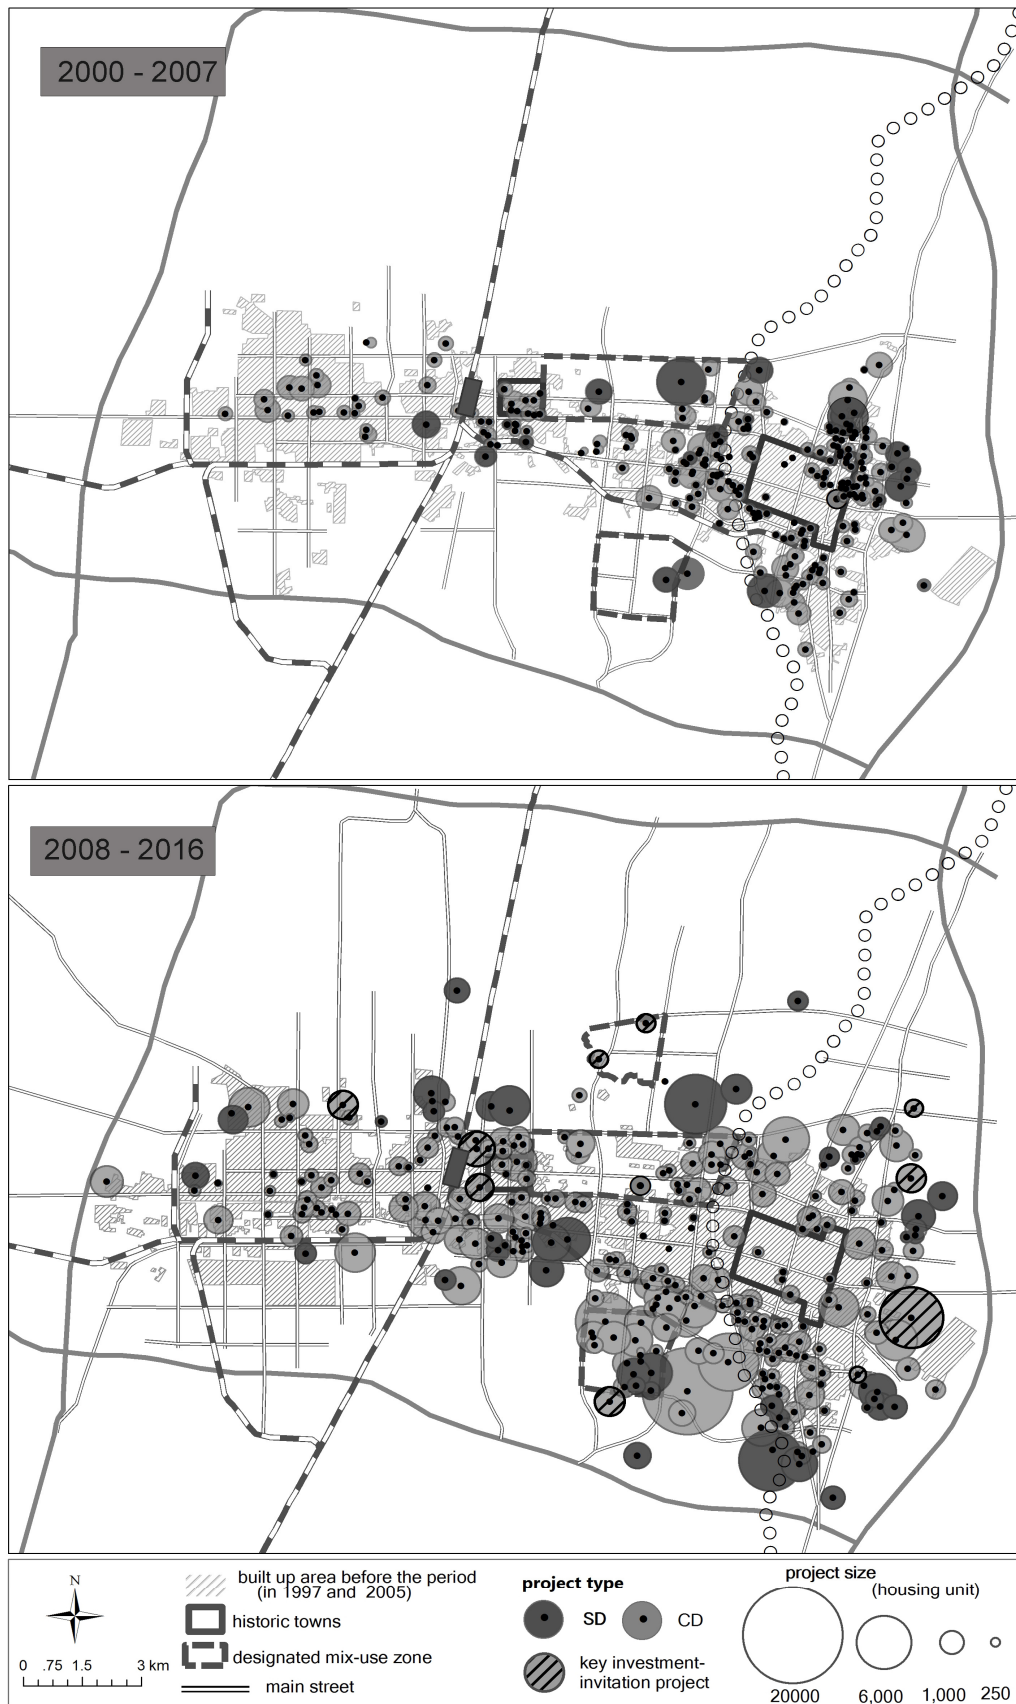 2000 - 2007
2008 - 2016
N
0 .75 1.5 3 km
built up area before the period
(in 1997 and 2005)
historic towns
designated mix-use zone
main street
project type
SD CD
key investment-
invitation project
project size
(housing unit)
20000 6,000 1,000 250